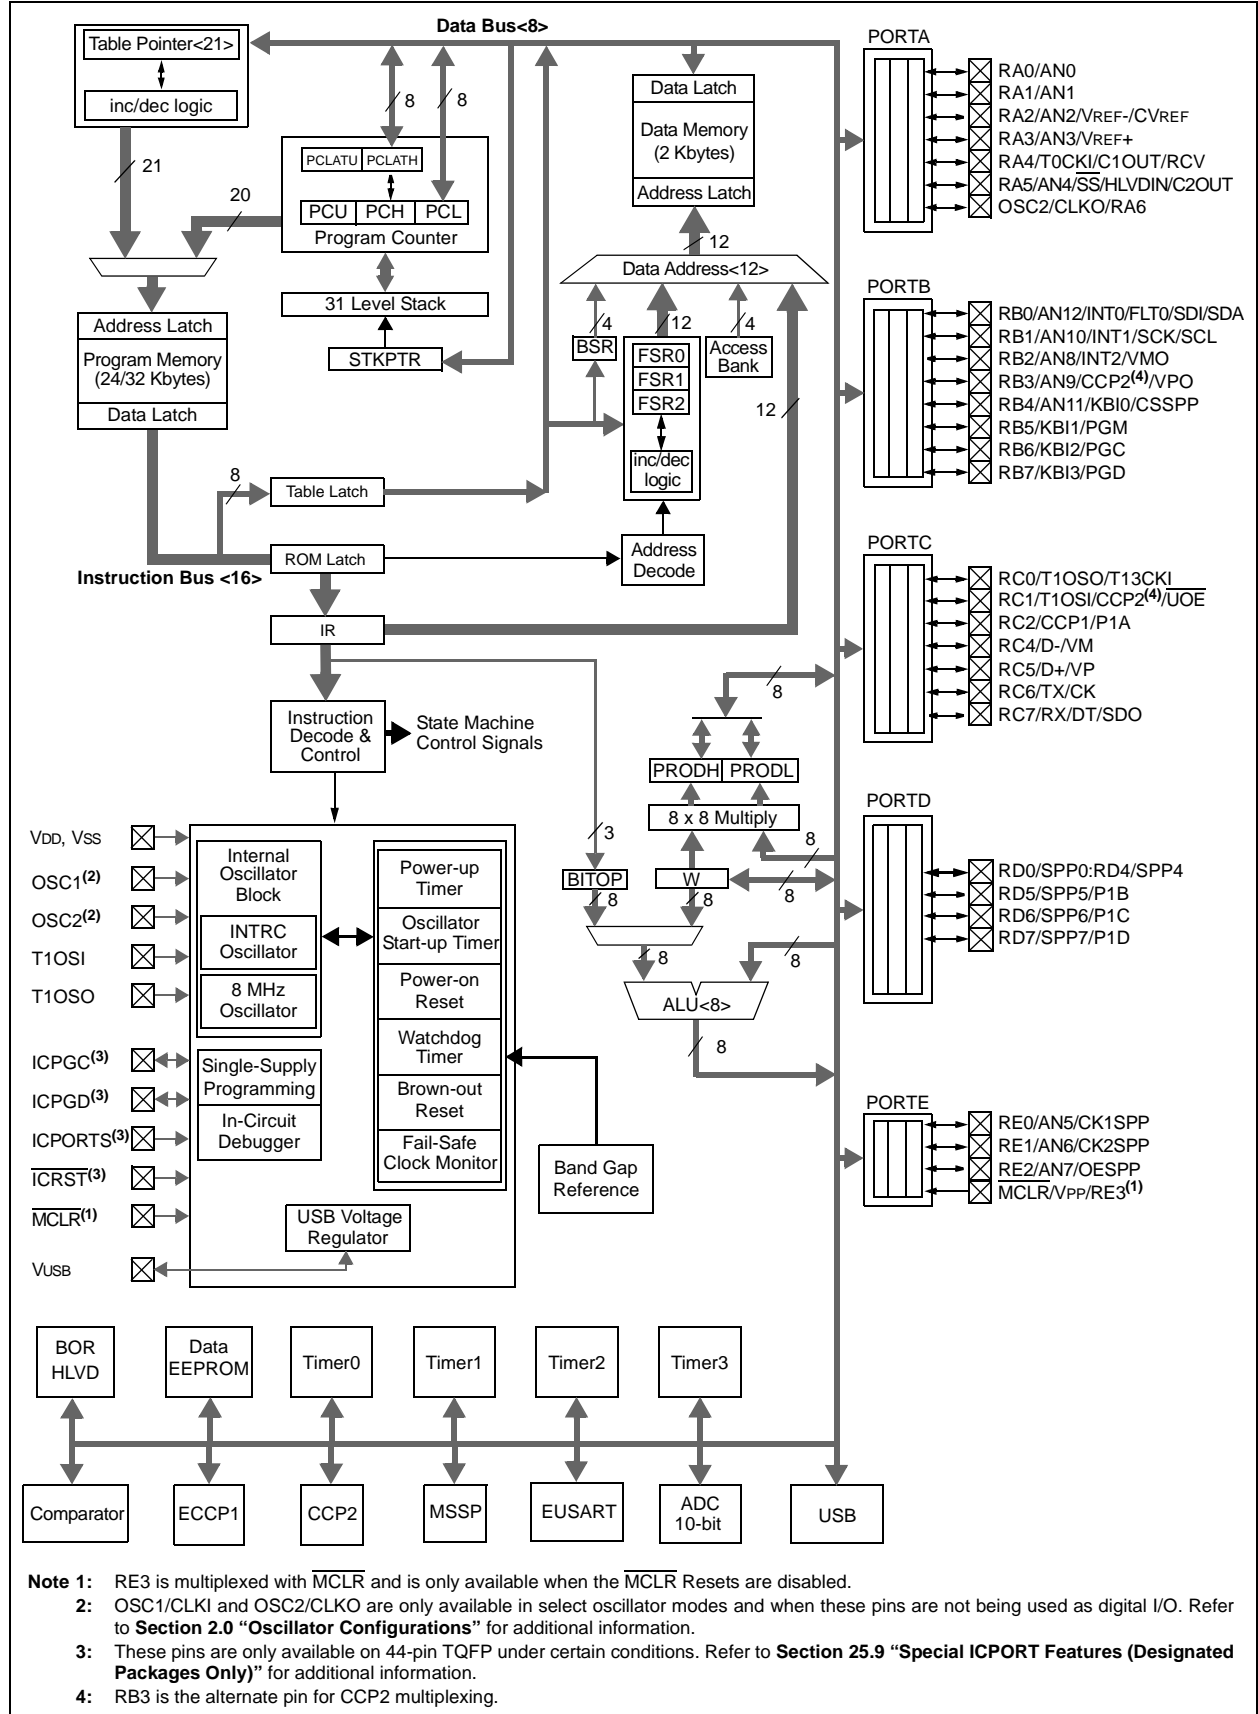 Data Bus<8>
Table Pointer<21>
inc/dec logic
21
20
8
8
PCLATU
PCLATH
PCU
PCH
PCL
Program Counter
31 Level Stack
STKPTR
Address Latch
Program Memory
(24/32 Kbytes)
Data Latch
8
Table Latch
ROM Latch
Instruction Bus <16>
IR
Data Latch
Data Memory
(2 Kbytes)
Address Latch
12
Data Address<12>
4
12
4
BSR
FSR0
FSR1
FSR2
inc/dec
logic
Access
Bank
12
Address
Decode
Instruction
Decode &
Control
State Machine
Control Signals
8
PRODH
PRODL
8 x 8 Multiply
3
8
BITOP
W
8
8
8
8
8
ALU<8>
8
VDD, VSS
OSC1(2)
OSC2(2)
T1OSI
T1OSO
ICPGC(3)
ICPGD(3)
ICPORTS(3)
ICRST(3)
MCLR(1)
VUSB
Internal
Oscillator
Block
INTRC
Oscillator
8 MHz
Oscillator
Single-Supply
Programming
In-Circuit
Debugger
Power-up
Timer
Oscillator
Start-up Timer
Power-on
Reset
Watchdog
Timer
Brown-out
Reset
Fail-Safe
Clock Monitor
USB Voltage
Regulator
Band Gap
Reference
PORTA
RA0/AN0
RA1/AN1
RA2/AN2/VREF-/CVREF
RA3/AN3/VREF+
RA4/T0CKI/C1OUT/RCV
RA5/AN4/SS/HLVDIN/C2OUT
OSC2/CLKO/RA6
PORTB
RB0/AN12/INT0/FLT0/SDI/SDA
RB1/AN10/INT1/SCK/SCL
RB2/AN8/INT2/VMO
RB3/AN9/CCP2(4)/VPO
RB4/AN11/KBI0/CSSPP
RB5/KBI1/PGM
RB6/KBI2/PGC
RB7/KBI3/PGD
PORTC
RC0/T1OSO/T13CKI
RC1/T1OSI/CCP2(4)/UOE
RC2/CCP1/P1A
RC4/D-/VM
RC5/D+/VP
RC6/TX/CK
RC7/RX/DT/SDO
PORTD
RD0/SPP0:RD4/SPP4
RD5/SPP5/P1B
RD6/SPP6/P1C
RD7/SPP7/P1D
PORTE
RE0/AN5/CK1SPP
RE1/AN6/CK2SPP
RE2/AN7/OESPP
MCLR/VPP/RE3(1)
BOR
HLVD
Data
EEPROM
Timer0
Timer1
Timer2
Timer3
Comparator
ECCP1
CCP2
MSSP
EUSART
ADC
10-bit
USB
Note 1: RE3 is multiplexed with MCLR and is only available when the MCLR Resets are disabled.
2: OSC1/CLKI and OSC2/CLKO are only available in select oscillator modes and when these pins are not being used as digital I/O. Refer
to Section 2.0 “Oscillator Configurations” for additional information.
3: These pins are only available on 44-pin TQFP under certain conditions. Refer to Section 25.9 “Special ICPORT Features (Designated
Packages Only)” for additional information.
4: RB3 is the alternate pin for CCP2 multiplexing.